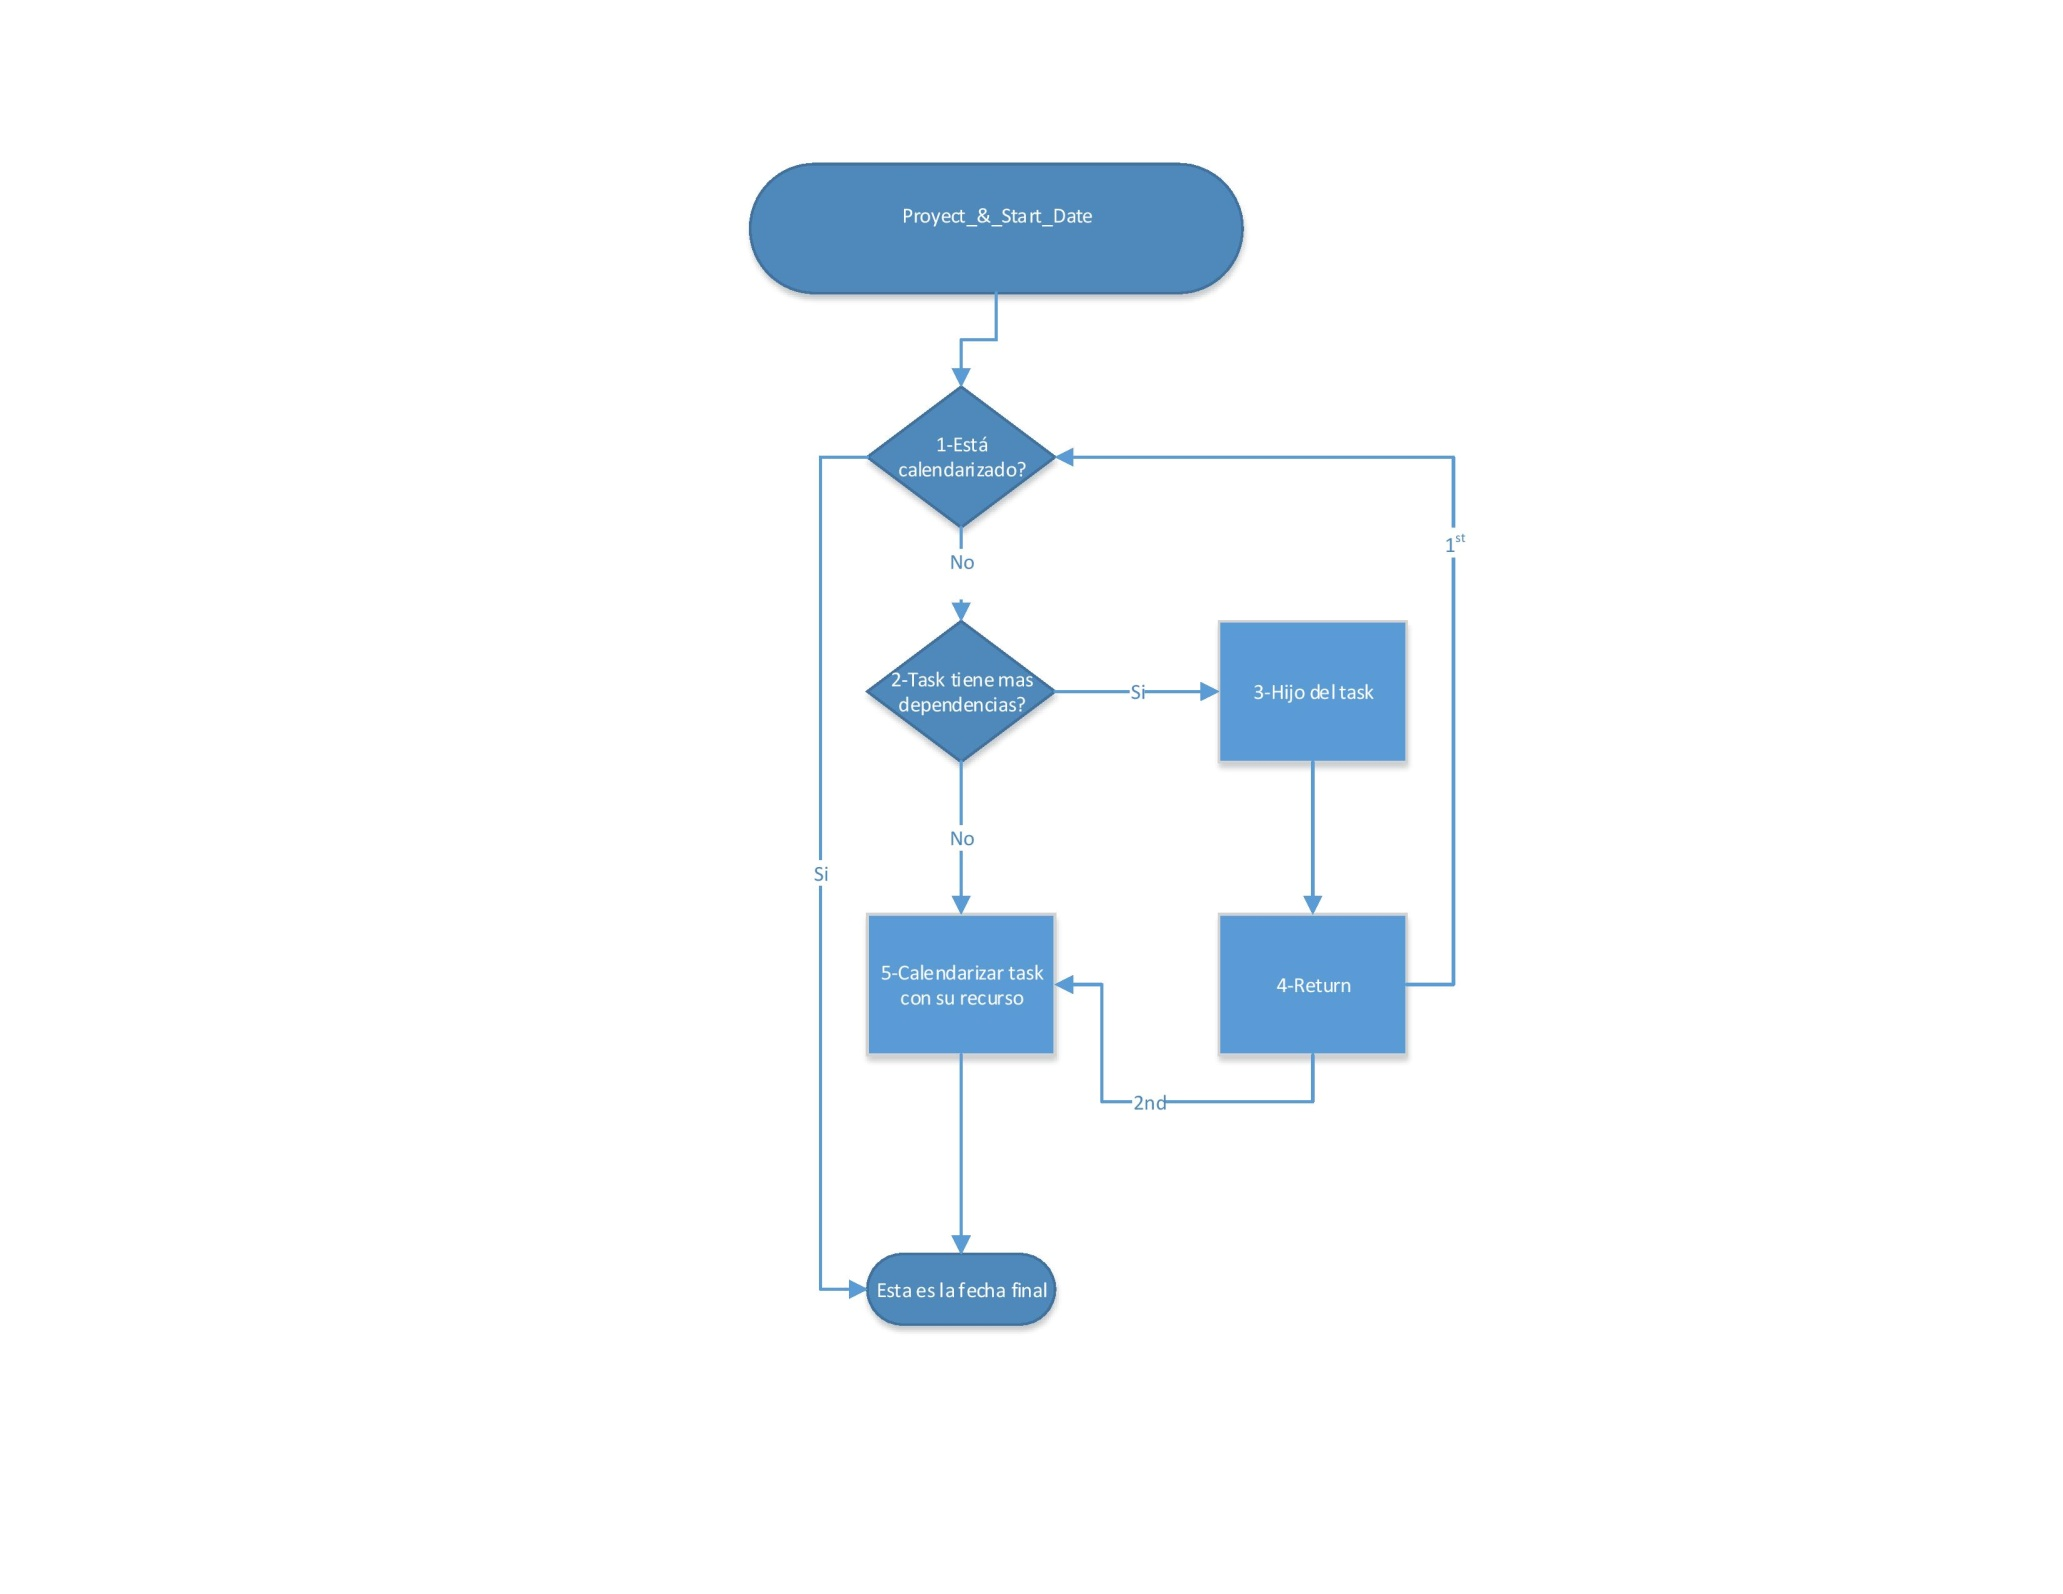 Proyect_&_Start_Date
1-Está
calendarizado?
1st
No
2-Task tiene mas
dependencias?
Si
3-Hijo del task
No
Si
5-Calendarizar task
con su recurso
4-Return
2nd
Esta es la fecha final